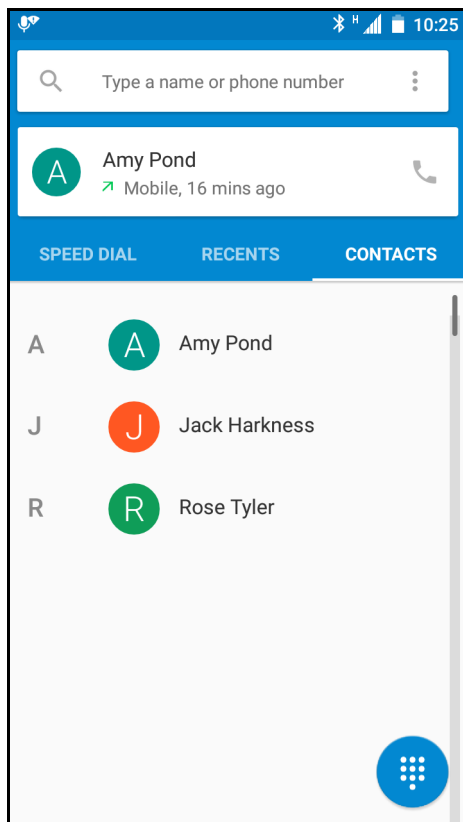 H 10:25
Type a name or phone number
A Amy Pond
Mobile, 16 mins ago
SPEED DIAL RECENTS CONTACTS
A A Amy Pond
J J Jack Harkness
R R Rose Tyler